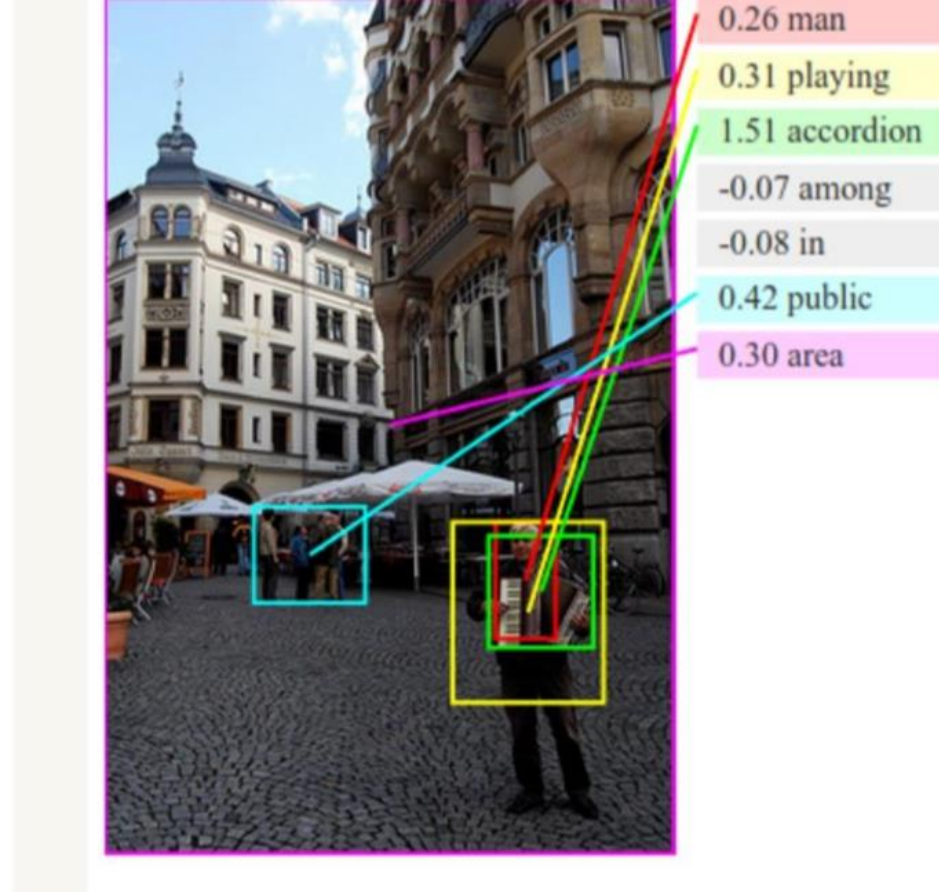 0.26 man
0.31 playing
1.51 accordion
-0.07 among
-0.08 in
0.42 public
0.30 area